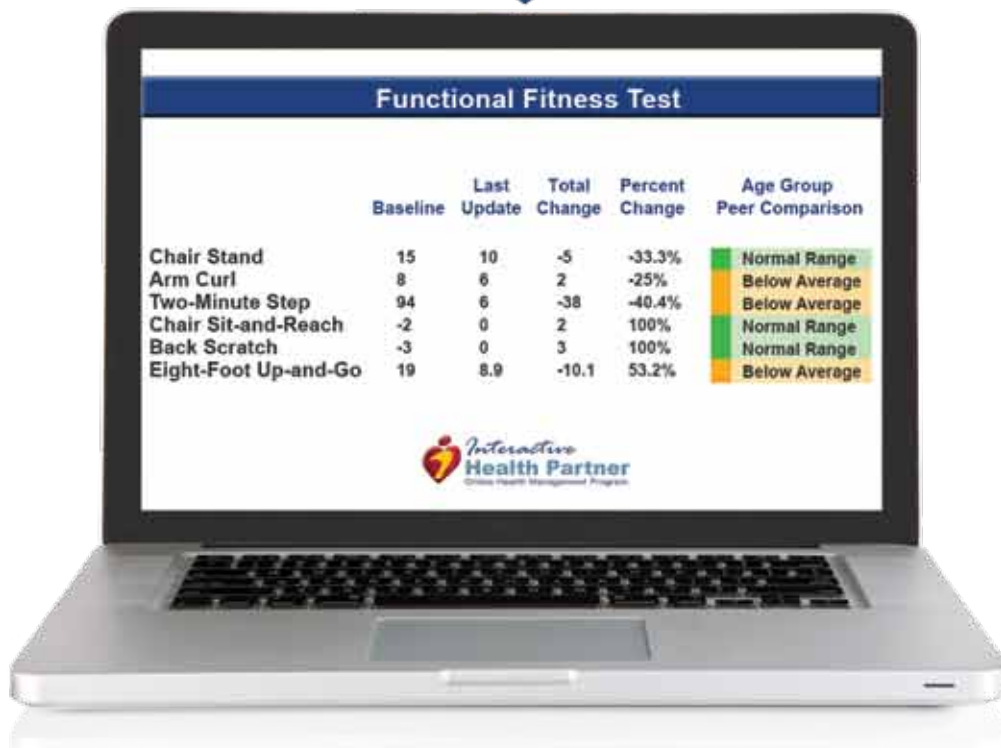 Functional Fitness Test
Baseline Last Update Total Change Percent Change Age Group Peer Comparison
Chair Stand 15 10 -5 -33.3% Normal Range
Arm Curl 8 6 2 -25% Below Average
Two-Minute Step 94 6 -38 -40.4% Below Average
Chair Sit-and-Reach -2 0 2 100% Normal Range
Back Scratch -3 0 3 100% Normal Range
Eight-Foot Up-and-Go 19 8.9 -10.1 53.2% Below Average
Interactive
Health Partner
Online Health Management Program